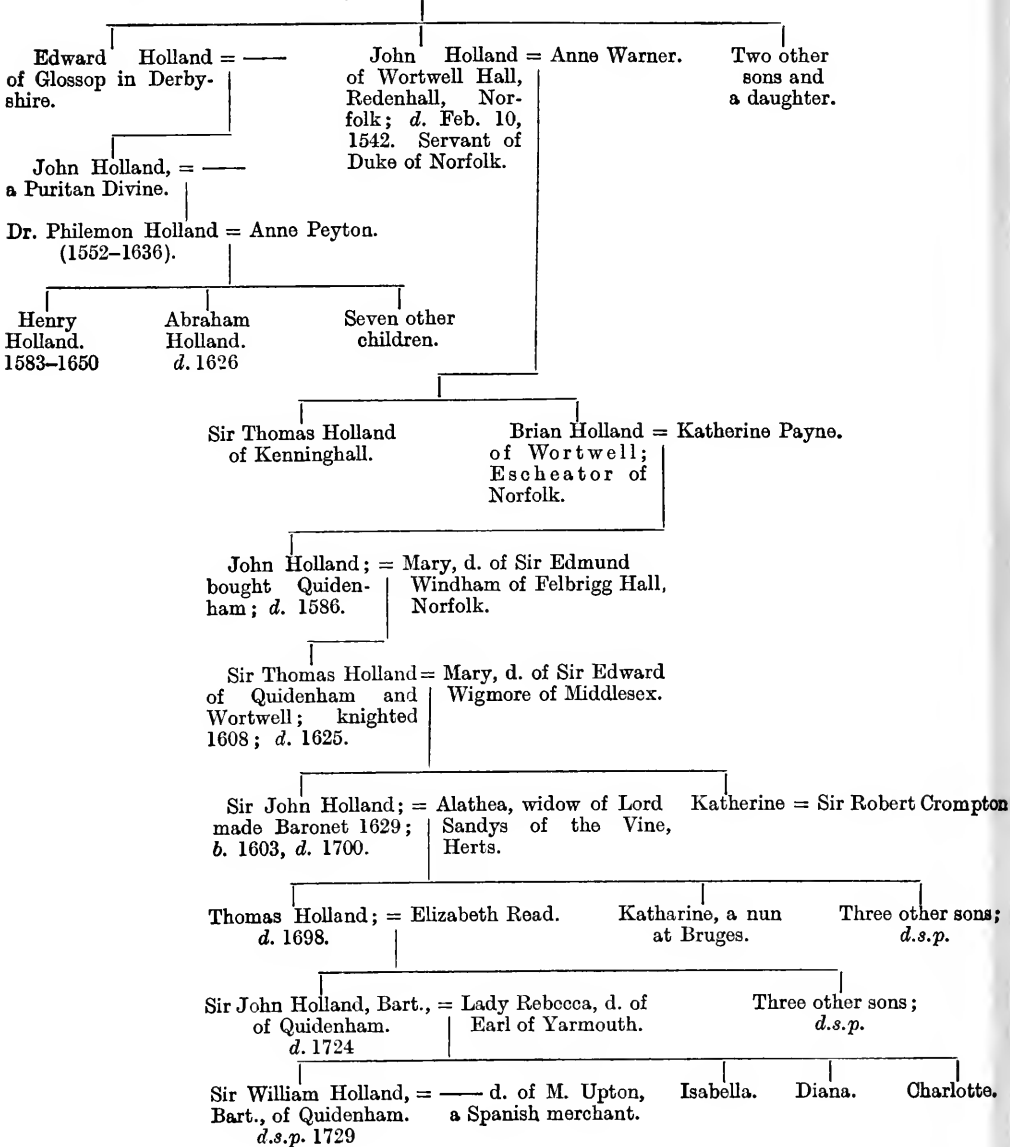 Edward Holland = —
of Glossop in Derby-
shire.
John Holland = Anne Warner.
of Wortwell Hall,
Redenhall, Nor-
folk; d. Feb. 10,
1542. Servant of
Duke of Norfolk.
Two other
sons and
a daughter.
John Holland, = —
a Puritan Divine.
Dr. Philemon Holland = Anne Peyton.
(1552–1636).
Henry
Holland.
1583–1650
Abraham
Holland.
d. 1626
Seven other
children.
Sir Thomas Holland
of Kenninghall.
Brian Holland = Katherine Payne.
of Wortwell;
Escheator of
Norfolk.
John Holland; = Mary, d. of Sir Edmund
bought Quiden-
ham; d. 1586.
Windham of Felbrigg Hall,
Norfolk.
Sir Thomas Holland = Mary, d. of Sir Edward
of Quidenham and
Wortwell; knighted
1608; d. 1625.
Wigmore of Middlesex.
Sir John Holland; = Alathea, widow of Lord
made Baronet 1629;
b. 1603, d. 1700.
Sandys of the Vine,
Herts.
Katherine = Sir Robert Crompton
Thomas Holland; = Elizabeth Read.
d. 1698.
Katharine, a nun
at Bruges.
Three other sons;
d.s.p.
Sir John Holland, Bart., = Lady Rebecca, d. of
of Quidenham.
d. 1724
Earl of Yarmouth.
Three other sons;
d.s.p.
Sir William Holland, = — d. of M. Upton,
Bart., of Quidenham.
d.s.p. 1729
a Spanish merchant.
Isabella.
Diana.
Charlotte.